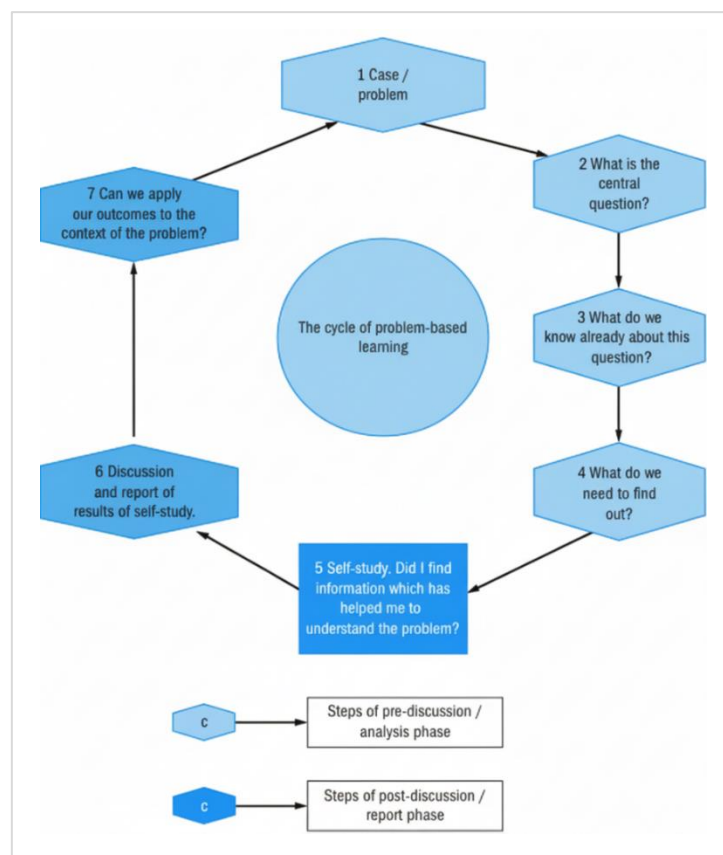 1 Case /
problem
2 What is the
central
question?
3 What do we
know already about this
question?
4 What do we
need to find
out?
5 Self-study. Did I find
information which has
helped me to
understand the problem?
6 Discussion
and report of
results of self-study.
7 Can we apply
our outcomes to the
context of the problem?
The cycle of problem-based
learning
c
Steps of pre-discussion /
analysis phase
c
Steps of post-discussion /
report phase